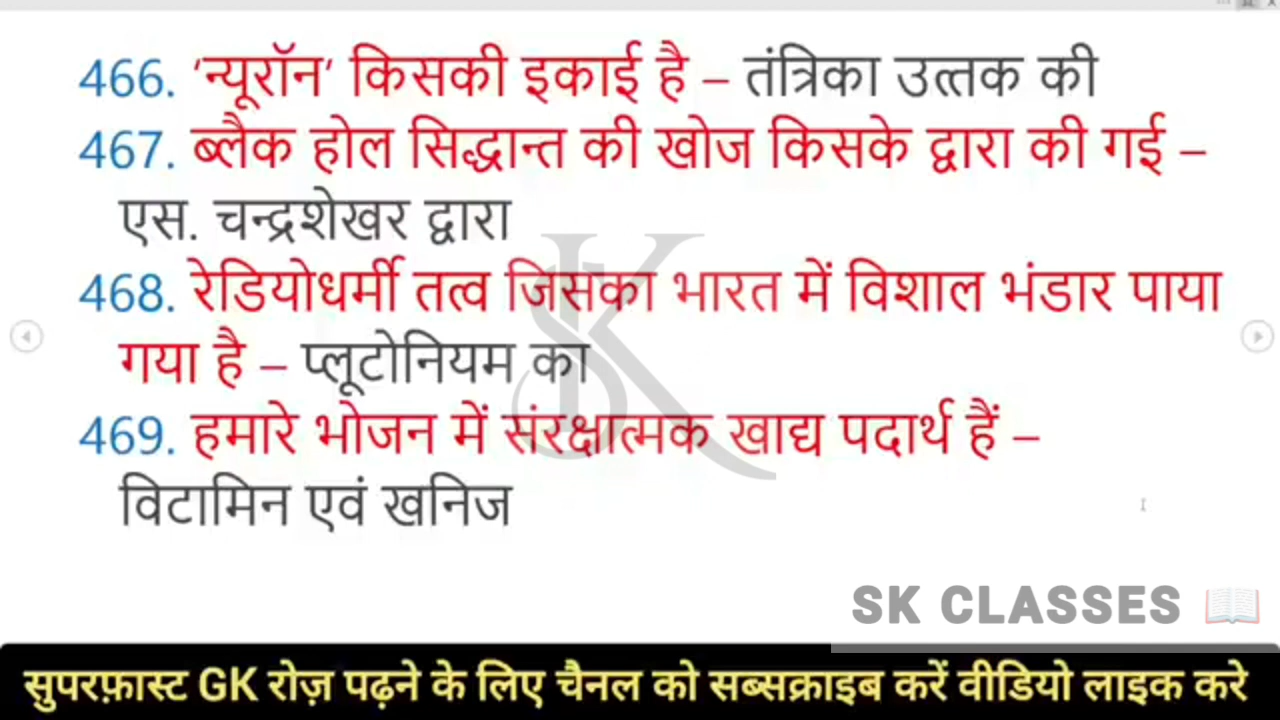 466. ‘न्यूरॉन’ किसकी इकाई है – तंत्रिका उत्तक की
467. ब्लैक होल सिद्धान्त की खोज किसके द्वारा की गई –
एस. चन्द्रशेखर द्वारा
468. रेडियोधर्मी तत्व जिसका भारत में विशाल भंडार पाया
गया है – प्लूटोनियम का
469. हमारे भोजन में संरक्षात्मक खाद्य पदार्थ हैं –
विटामिन एवं खनिज
SK
SK CLASSES
सुपरफ़ास्ट GK रोज़ पढ़ने के लिए चैनल को सब्सक्राइब करें वीडियो लाइक करे